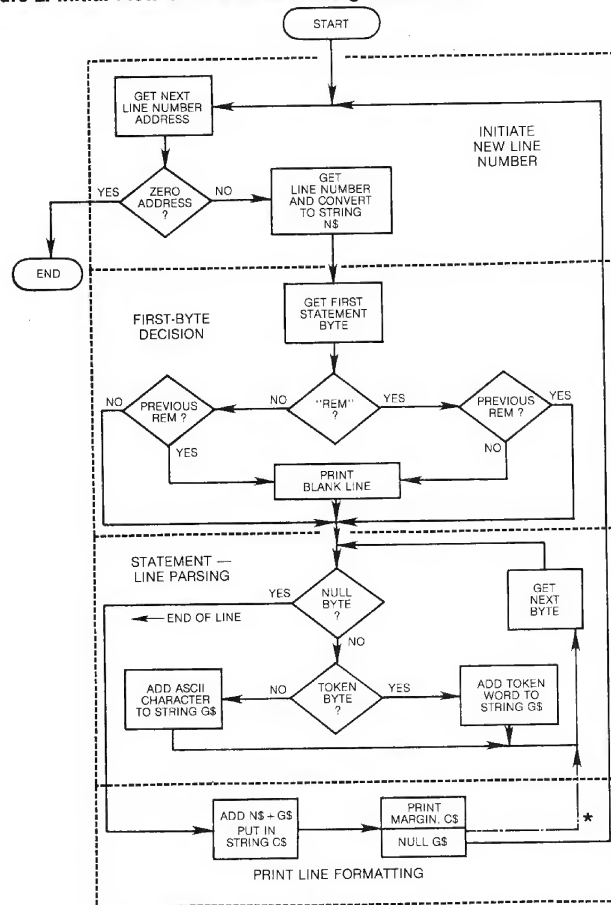 START
GET NEXT
LINE NUMBER
ADDRESS
INITIATE
NEW LINE
NUMBER
YES
ZERO
ADDRESS
?
NO
GET
LINE NUMBER
AND CONVERT
TO STRING
N$
END
FIRST-BYTE
DECISION
GET FIRST
STATEMENT
BYTE
NO
PREVIOUS
REM ?
YES
NO
"REM"
?
YES
PREVIOUS
REM ?
YES
NO
PRINT
BLANK LINE
STATEMENT —
LINE PARSING
YES
NULL
BYTE
?
NO
END OF LINE
GET
NEXT
BYTE
ADD ASCII
CHARACTER
TO STRING G$
NO
TOKEN
BYTE
?
YES
ADD TOKEN
WORD TO
STRING G$
ADD N$ + G$
PUT IN
STRING C$
PRINT
MARGIN, C$
NULL G$
*
PRINT LINE FORMATTING